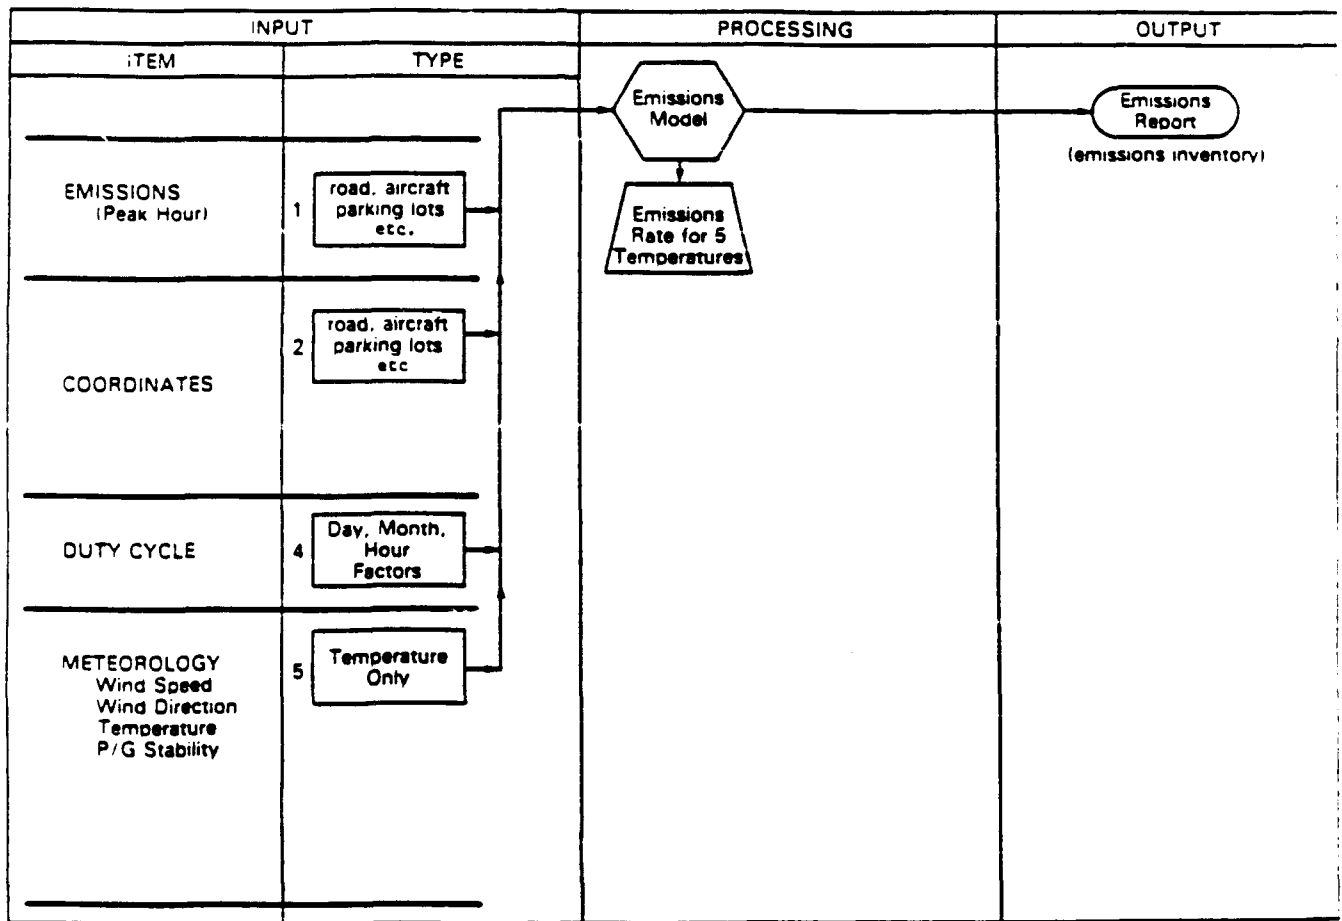 INPUT
PROCESSING
OUTPUT
ITEM
TYPE
Emissions
Model
Emissions
Report
(emissions inventory)
EMISSIONS
(Peak Hour)
1
road, aircraft
parking lots
etc.
Emissions
Rate for 5
Temperatures
COORDINATES
2
road, aircraft
parking lots
etc
DUTY CYCLE
4
Day, Month,
Hour
Factors
METEOROLOGY
Wind Speed
Wind Direction
Temperature
P/G Stability
5
Temperature
Only